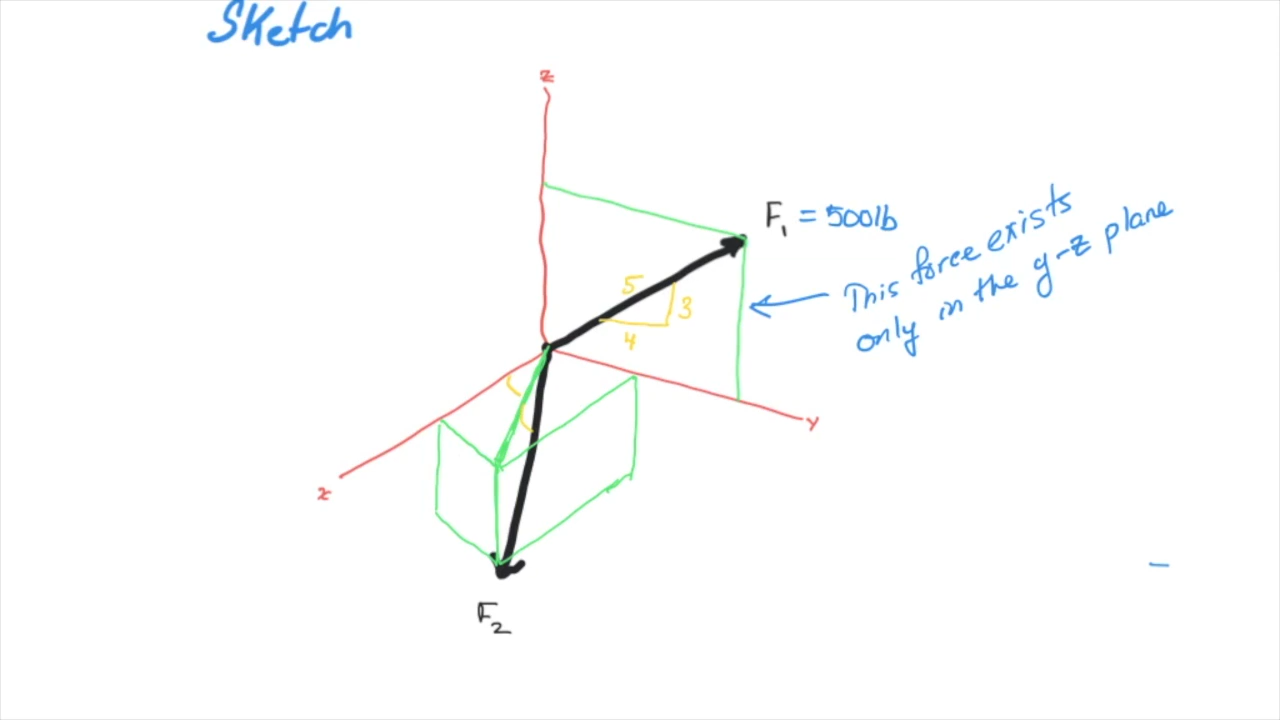 Sketch
z
F₁ = 500lb
This force exists
only in the y-z plane
5
3
4
y
x
F₂